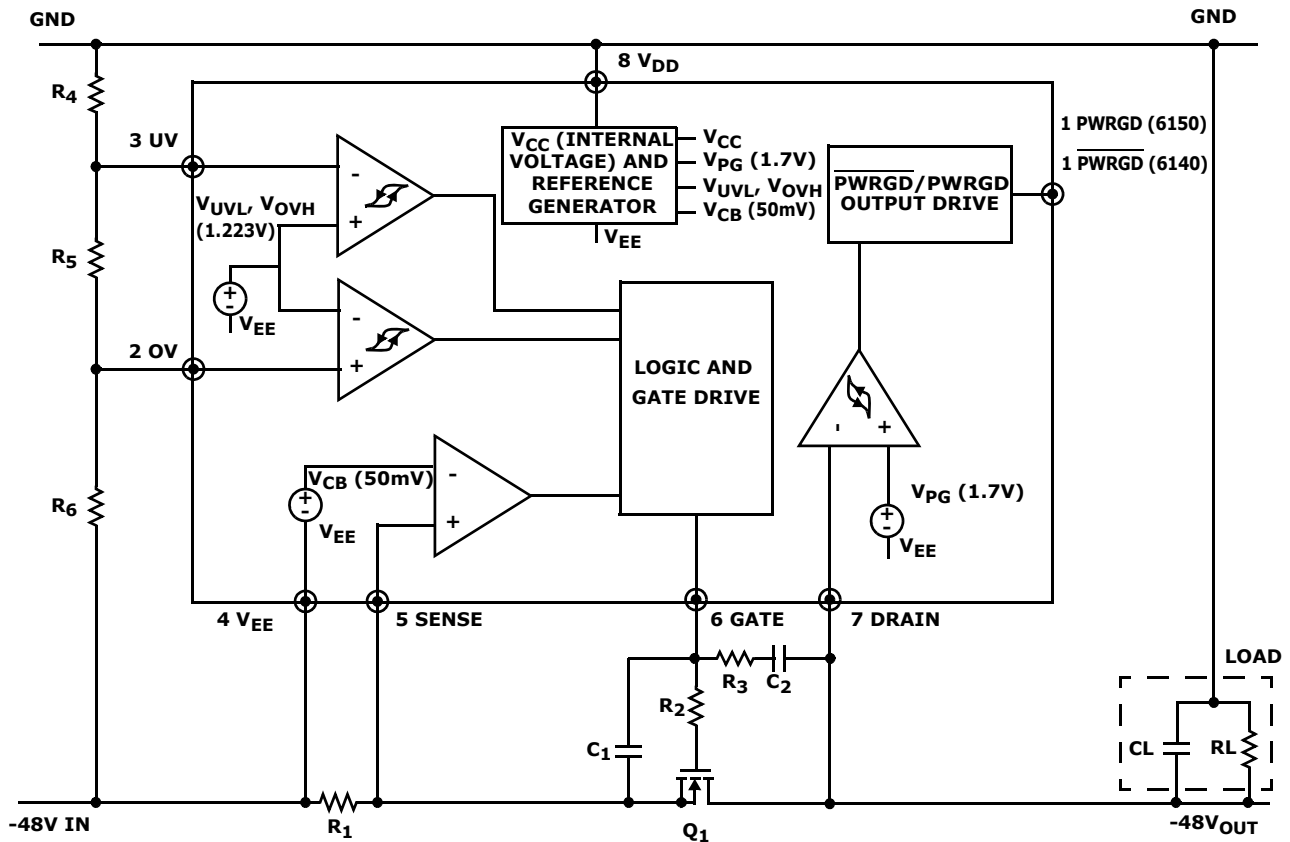 GND
GND
8 VDD
R4
3 UV
VUVL, VOVH
(1.223V)
-
+
+
-
VEE
R5
-
+
2 OV
VCC (INTERNAL
VOLTAGE) AND
REFERENCE
GENERATOR
VCC
VPG (1.7V)
VUVL, VOVH
VCB (50mV)
VEE
1 PWRGD (6150)
1 PWRGD (6140)
PWRGD/PWRGD
OUTPUT DRIVE
LOGIC AND
GATE DRIVE
-
+
VPG (1.7V)
+
-
VEE
R6
VCB (50mV)
+
-
VEE
-
+
4 VEE
5 SENSE
6 GATE
7 DRAIN
LOAD
R3
C2
R2
C1
CL
RL
-48V IN
R1
Q1
-48VOUT